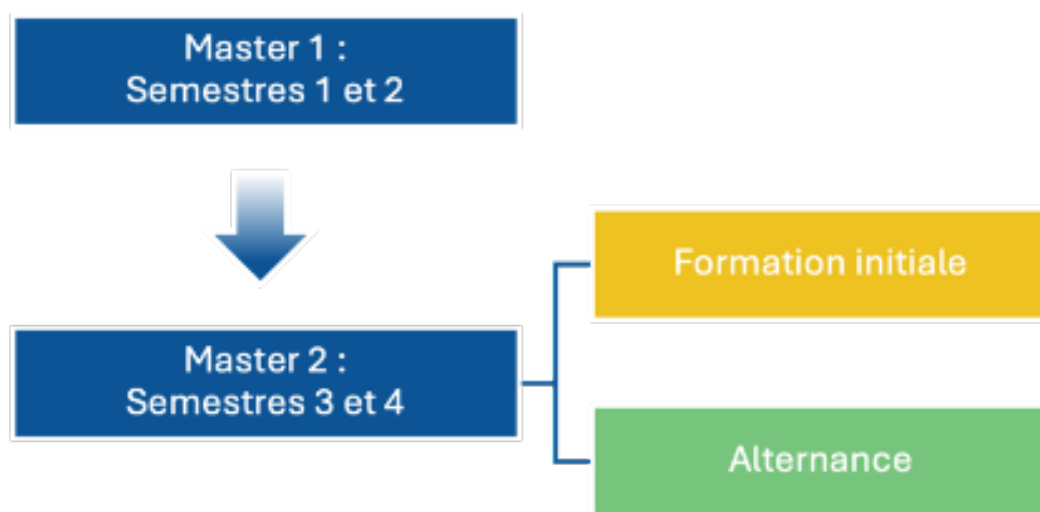 Master 1 :
Semestres 1 et 2
Formation initiale
Master 2 :
Semestres 3 et 4
Alternance